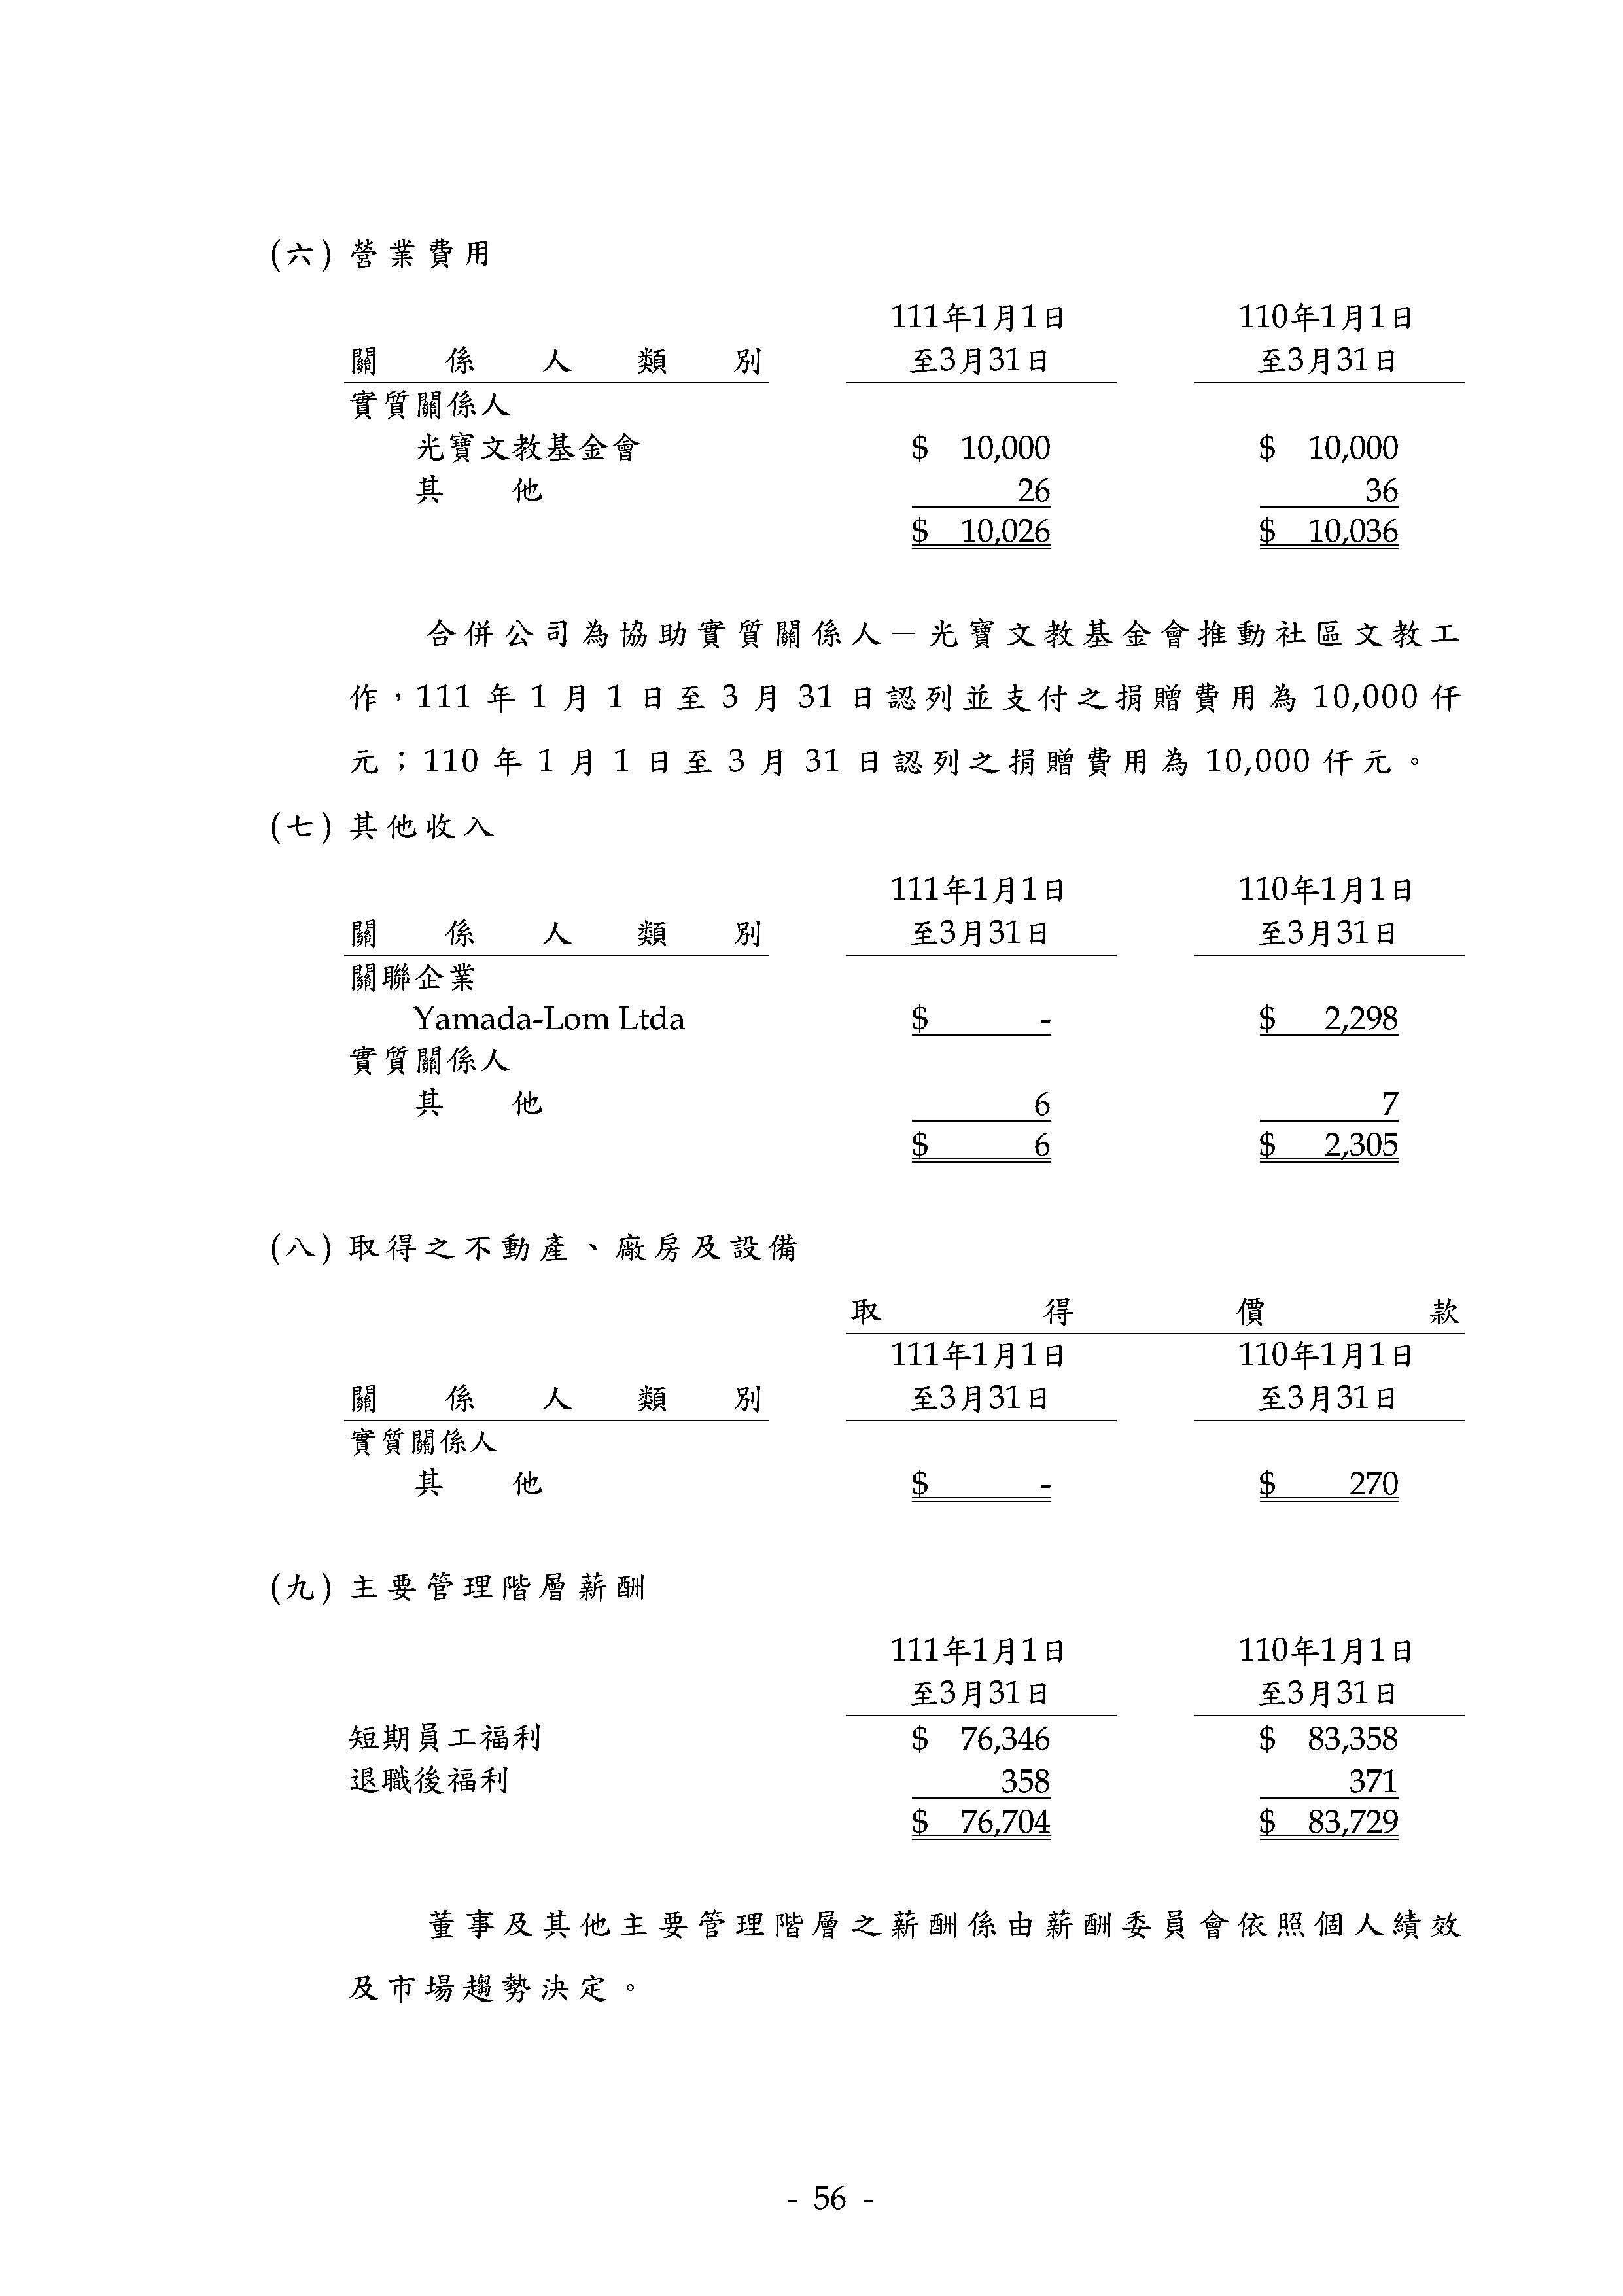 (六) 營業費用
111年1月1日 110年1月1日
關係人類別 至3月31日 至3月31日
實質關係人
光寶文教基金會 $ 10,000 $ 10,000
其他 26 36
$ 10,026 $ 10,036
合併公司為協助實質關係人－光寶文教基金會推動社區文教工
作，111 年 1 月 1 日至 3 月 31 日認列並支付之捐贈費用為 10,000 仟
元；110 年 1 月 1 日至 3 月 31 日認列之捐贈費用為 10,000 仟元。
(七) 其他收入
111年1月1日 110年1月1日
關係人類別 至3月31日 至3月31日
關聯企業
Yamada-Lom Ltda $ - $ 2,298
實質關係人
其他 6 7
$ 6 $ 2,305
(八) 取得之不動產、廠房及設備
取得價款
111年1月1日 110年1月1日
關係人類別 至3月31日 至3月31日
實質關係人
其他 $ - $ 270
(九) 主要管理階層薪酬
111年1月1日 110年1月1日
至3月31日 至3月31日
短期員工福利 $ 76,346 $ 83,358
退職後福利 358 371
$ 76,704 $ 83,729
董事及其他主要管理階層之薪酬係由薪酬委員會依照個人績效
及市場趨勢決定。
- 56 -